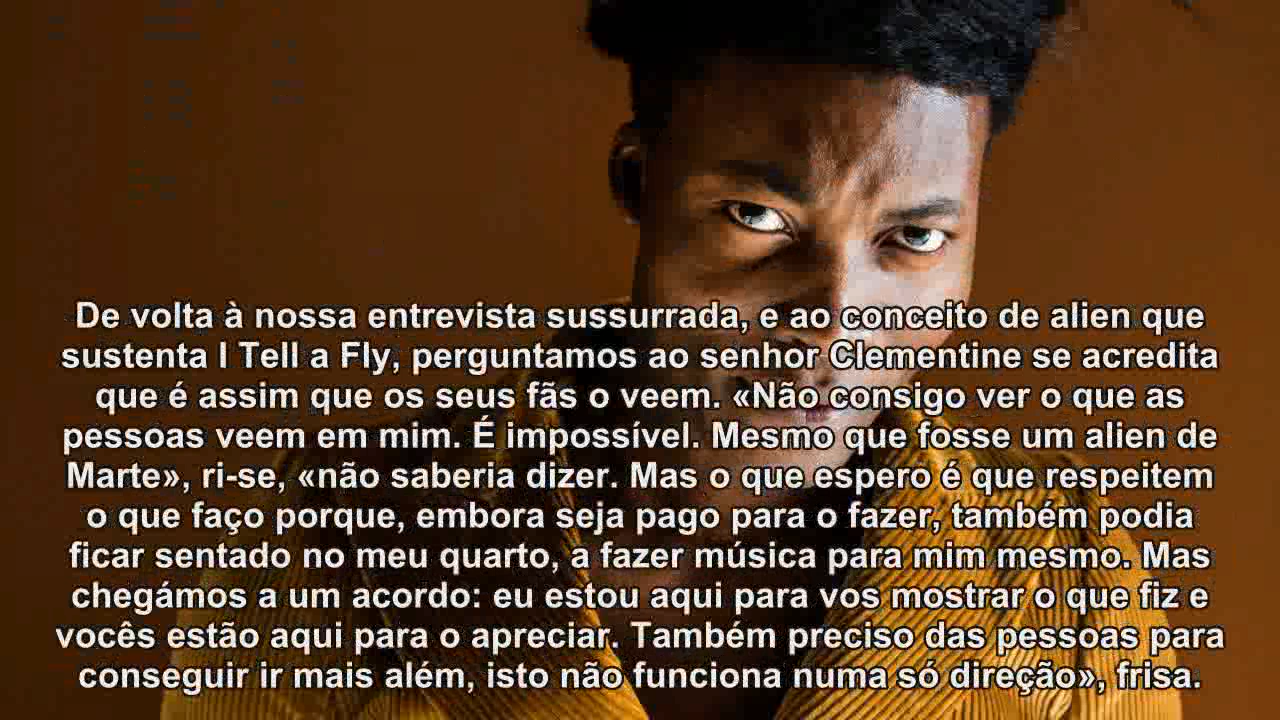 De volta à nossa entrevista sussurrada, e ao conceito de alien que
sustenta I Tell a Fly, perguntamos ao senhor Clementine se acredita
que é assim que os seus fãs o veem. «Não consigo ver o que as
pessoas veem em mim. É impossível. Mesmo que fosse um alien de
Marte», ri-se, «não saberia dizer. Mas o que espero é que respeitem
o que faço porque, embora seja pago para o fazer, também podia
ficar sentado no meu quarto, a fazer música para mim mesmo. Mas
chegámos a um acordo: eu estou aqui para vos mostrar o que fiz e
vocês estão aqui para o apreciar. Também preciso das pessoas para
conseguir ir mais além, isto não funciona numa só direção», frisa.